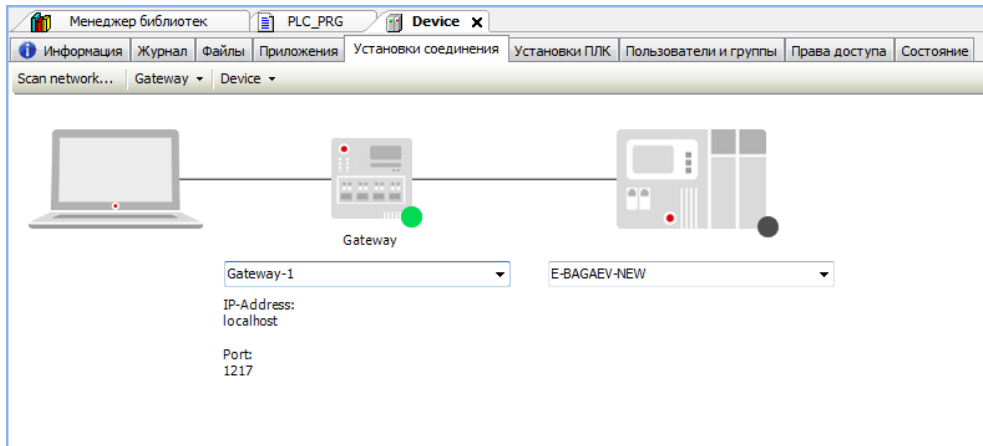 Менеджер библиотек PLC_PRG Device
Информация Журнал Файлы Приложения Установки соединения Установки ПЛК Пользователи и группы Права доступа Состояние
Scan network... Gateway Device
Gateway
Gateway-1 E-BAGAEV-NEW
IP-Address:
localhost
Port:
1217